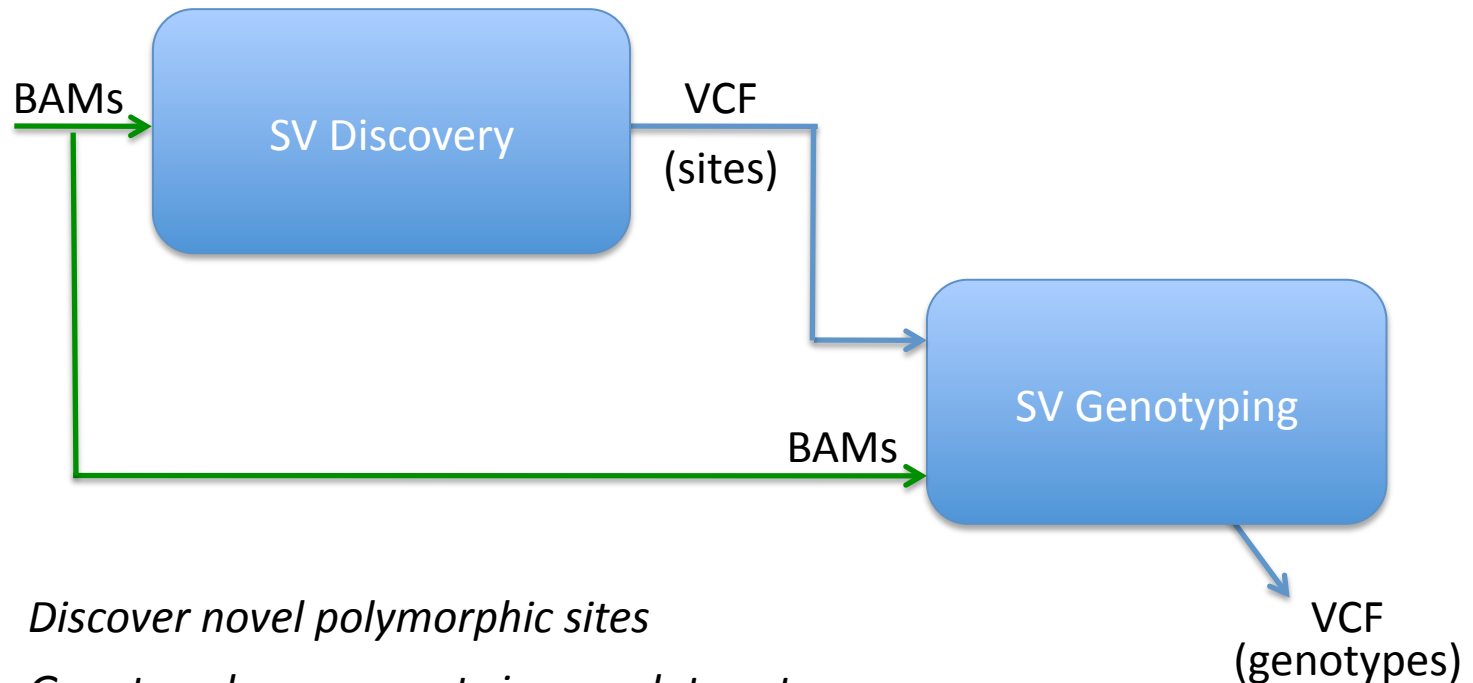 BAMs
SV Discovery
VCF
(sites)
SV Genotyping
BAMs
Discover novel polymorphic sites
VCF
(genotypes)